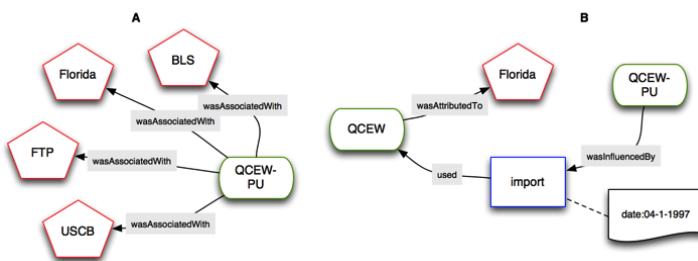 A
BLS
Florida
wasAssociatedWith
wasAssociatedWith
FTP
wasAssociatedWith
QCEW-
PU
USCB
wasAssociatedWith
B
Florida
QCEW-
PU
wasAttributedTo
QCEW
wasInfluencedBy
used
import
date:04-1-1997